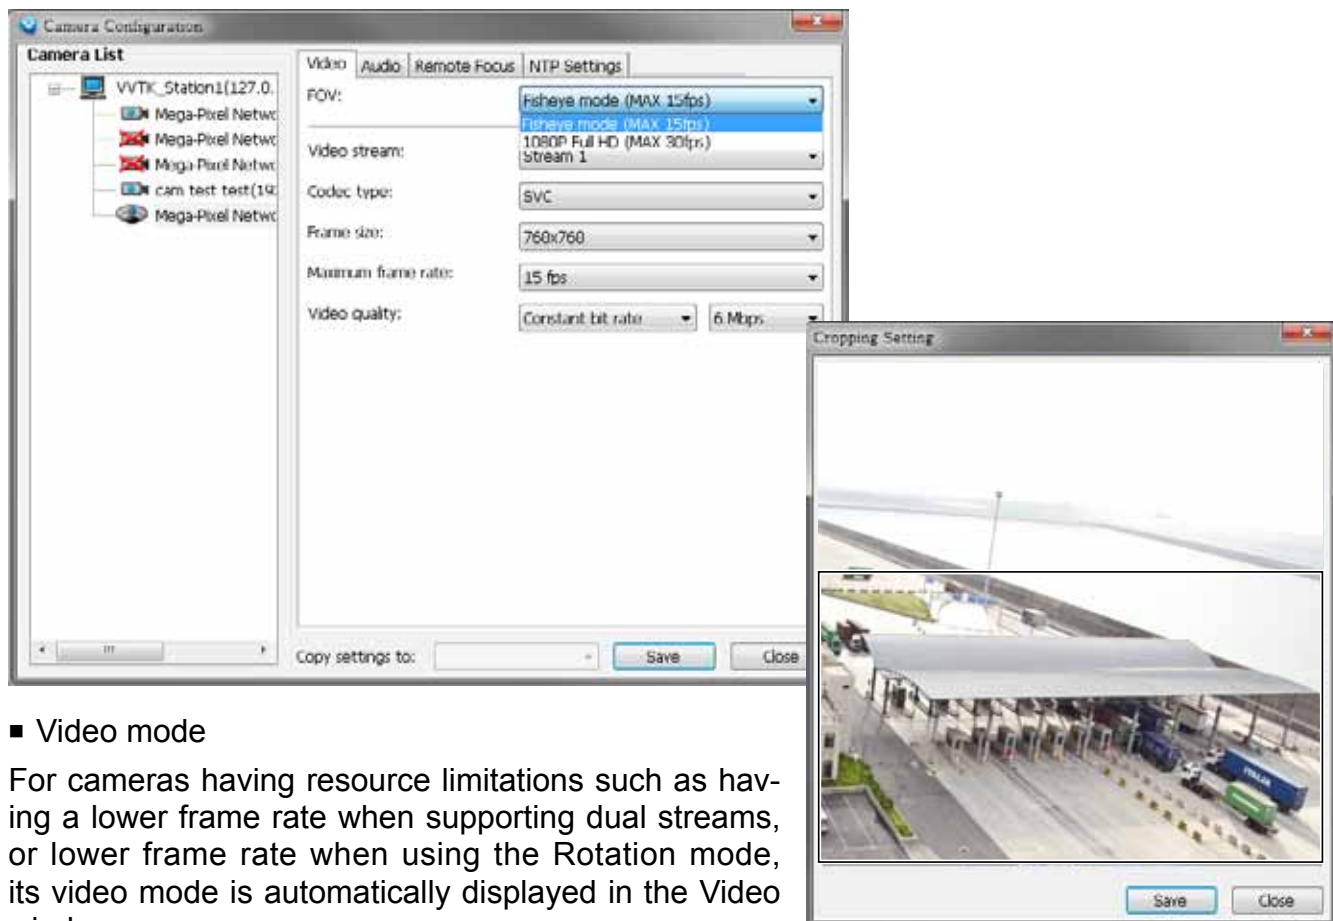 Camera Configuration
Camera List
VVTK_Station1(127.0.
Mega-Pixel Netwo
Mega-Pixel Netwo
Mega-Pixel Netwo
cam test test(192
Mega-Pixel Netwo
Video Audio Remote Focus NTP Settings
FOV: Fisheye mode (MAX 15fps)
Fisheye mode (MAX 15fps)
1080P Full HD (MAX 30fps)
Video stream: Stream 1
Codec type: SVC
Frame size: 760x760
Maximum frame rate: 15 fps
Video quality: Constant bit rate 6 Mbps
Copy settings to: Save Close
Cropping Setting
ITALIA
Save Close
■ Video mode
For cameras having resource limitations such as hav-
ing a lower frame rate when supporting dual streams,
or lower frame rate when using the Rotation mode,
its video mode is automatically displayed in the Video